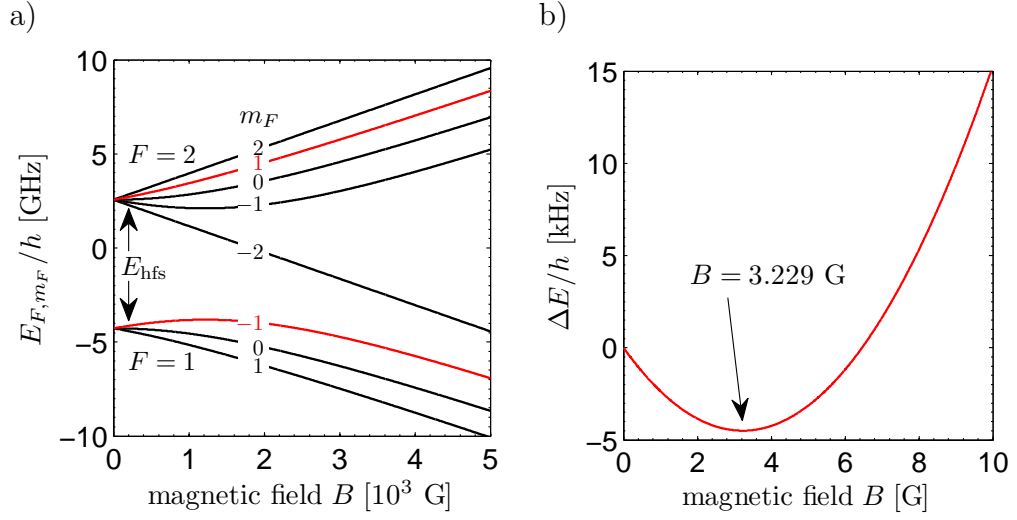 a)
10
5
0
−5
−10
E_{F,m_F}/h [GHz]
m_F
F = 2
2
1
0
−1
−2
E_hfs
−1
0
1
F = 1
0 1 2 3 4 5
magnetic field B [10³ G]
b)
15
10
5
0
−5
ΔE/h [kHz]
B = 3.229 G
0 2 4 6 8 10
magnetic field B [G]